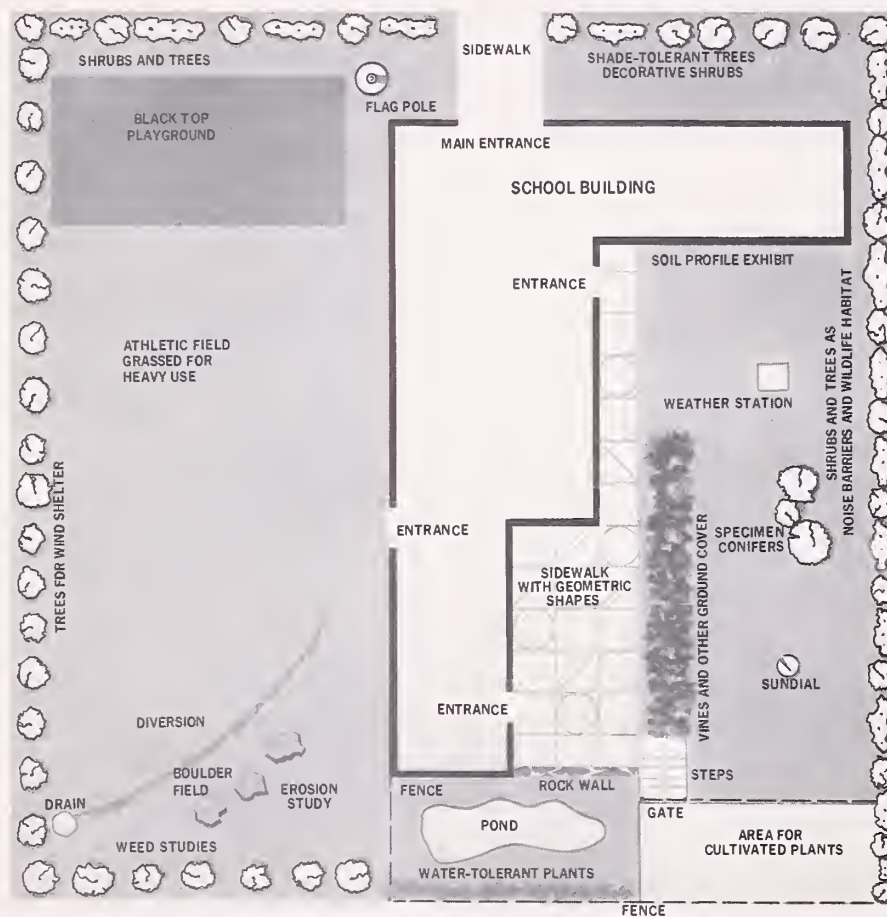 SIDEWALK
SHRUBS AND TREES
SHADE-TOLERANT TREES
DECORATIVE SHRUBS
FLAG POLE
BLACK TOP
PLAYGROUND
MAIN ENTRANCE
SCHOOL BUILDING
SOIL PROFILE EXHIBIT
ENTRANCE
ATHLETIC FIELD
GRASSED FOR
HEAVY USE
WEATHER STATION
SHRUBS AND TREES AS
NOISE BARRIERS AND WILDLIFE HABITAT
TREES FOR WIND SHELTER
ENTRANCE
SPECIMEN
CONIFERS
SIDEWALK
WITH GEOMETRIC
SHAPES
VINES AND OTHER GROUND COVER
SUNDIAL
ENTRANCE
DIVERSION
BOULDER
FIELD
EROSION
STUDY
STEPS
ROCK WALL
FENCE
DRAIN
GATE
POND
AREA FOR
CULTIVATED PLANTS
WEED STUDIES
WATER-TOLERANT PLANTS
FENCE